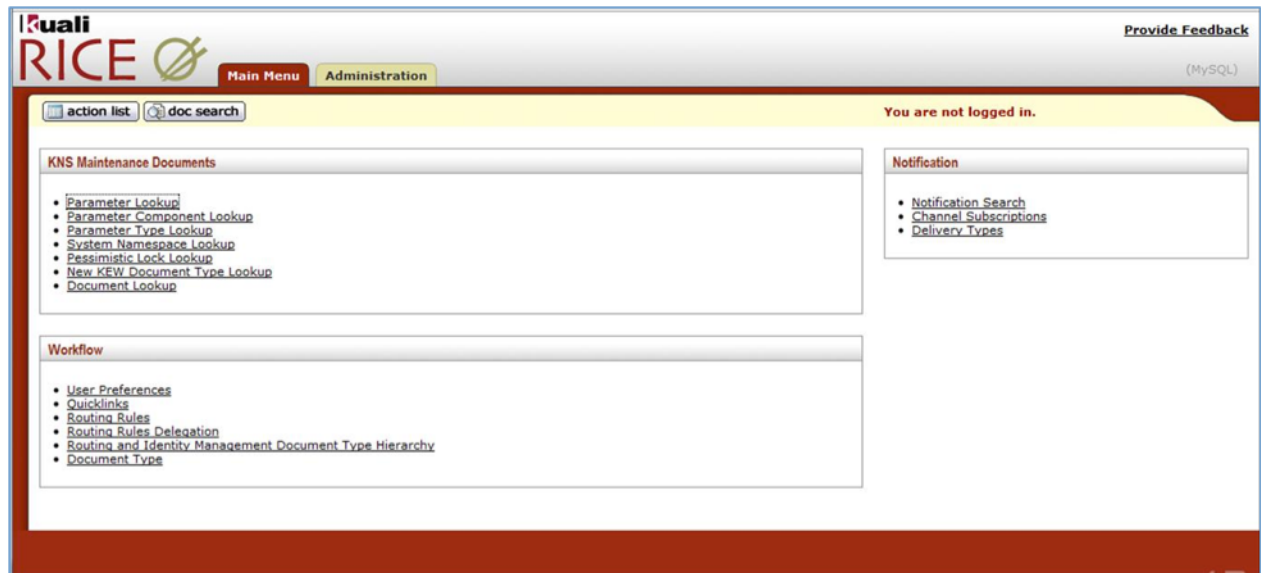 Kuali
RICE
Provide Feedback
Main Menu
Administration
(MySQL)
action list
doc search
You are not logged in.
KNS Maintenance Documents
Parameter Lookup
Parameter Component Lookup
Parameter Type Lookup
System Namespace Lookup
Pessimistic Lock Lookup
New KEW Document Type Lookup
Document Lookup
Notification
Notification Search
Channel Subscriptions
Delivery Types
Workflow
User Preferences
Quicklinks
Routing Rules
Routing Rules Delegation
Routing and Identity Management Document Type Hierarchy
Document Type